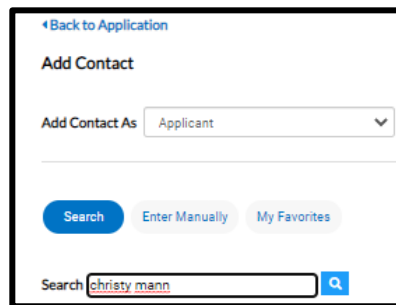 Back to Application
Add Contact
Add Contact As Applicant
Search Enter Manually My Favorites
Search christy mann